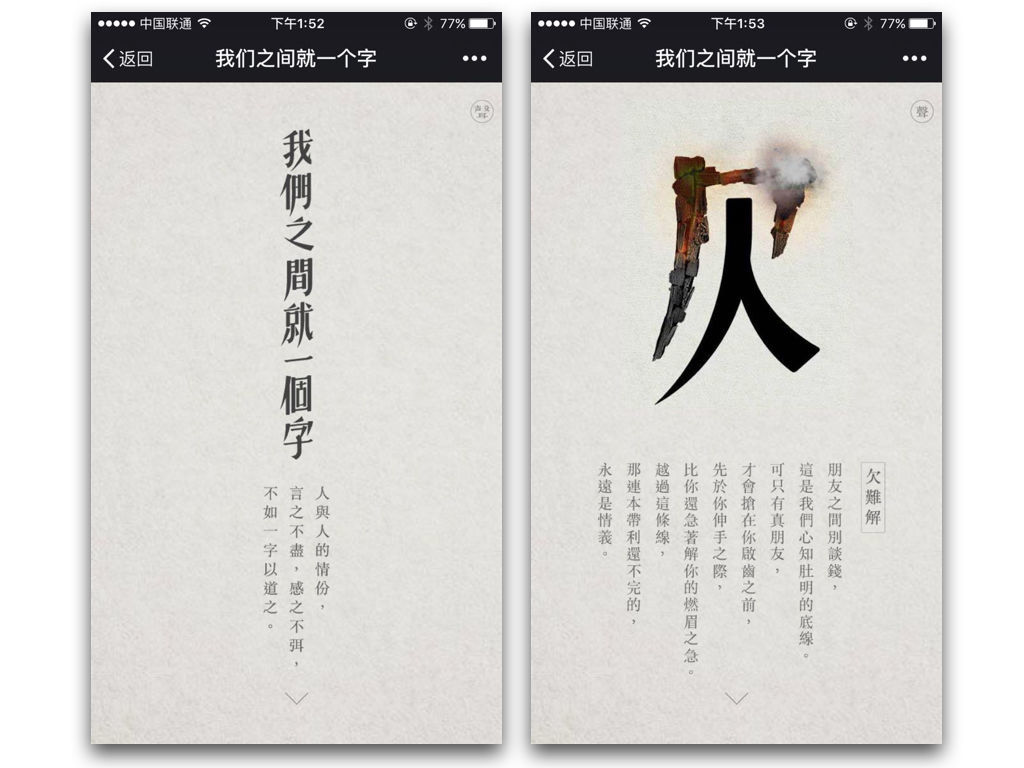 中国联通 下午1:52 77%
返回 我们之间就一个字
聲
我們之間就一個字
人與人的情份，
言之不盡，感之不弭，
不如一字以道之。
中国联通 下午1:53 77%
返回 我们之间就一个字
聲
欠
欠難解
朋友之間別談錢，
這是我們心知肚明的底線。
可只有真朋友，
才會搶在你啟齒之前，
先於你伸手之際，
比你還急著解你的燃眉之急。
越過這條線，
那連本帶利還不完的，
永遠是情義。